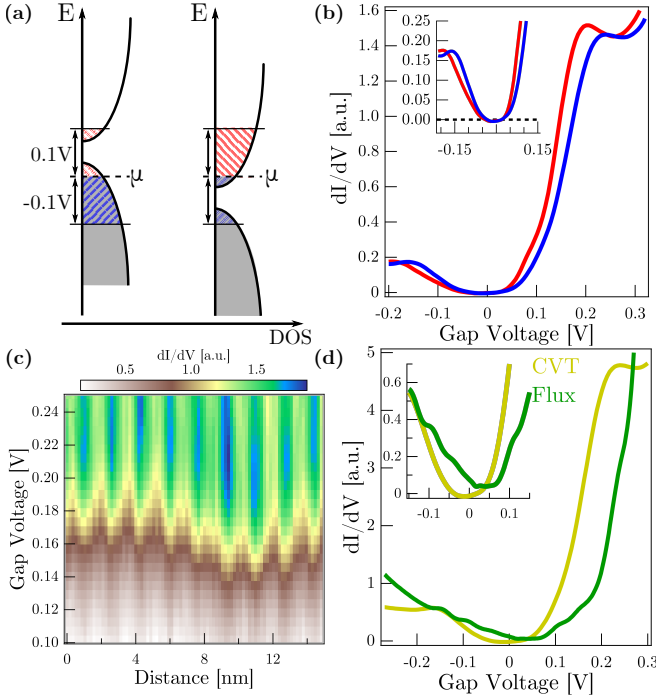 (a)
E
E
0.1V
-0.1V
μ
μ
DOS
(b)
dI/dV [a.u.]
1.6
1.4
1.2
1.0
0.8
0.6
0.4
0.2
0.0
-0.2
-0.1
0.0
0.1
0.2
0.3
Gap Voltage [V]
0.25
0.20
0.15
0.10
0.05
0.00
-0.15
0.15
(c)
dI/dV [a.u.]
0.5
1.0
1.5
Gap Voltage [V]
0.24
0.22
0.20
0.18
0.16
0.14
0.12
0.10
0
4
8
12
Distance [nm]
(d)
CVT
Flux
dI/dV [a.u.]
5
4
3
2
1
0
-0.2
-0.1
0
0.1
0.2
0.3
Gap Voltage [V]
0.6
0.4
0.2
0
-0.1
0
0.1